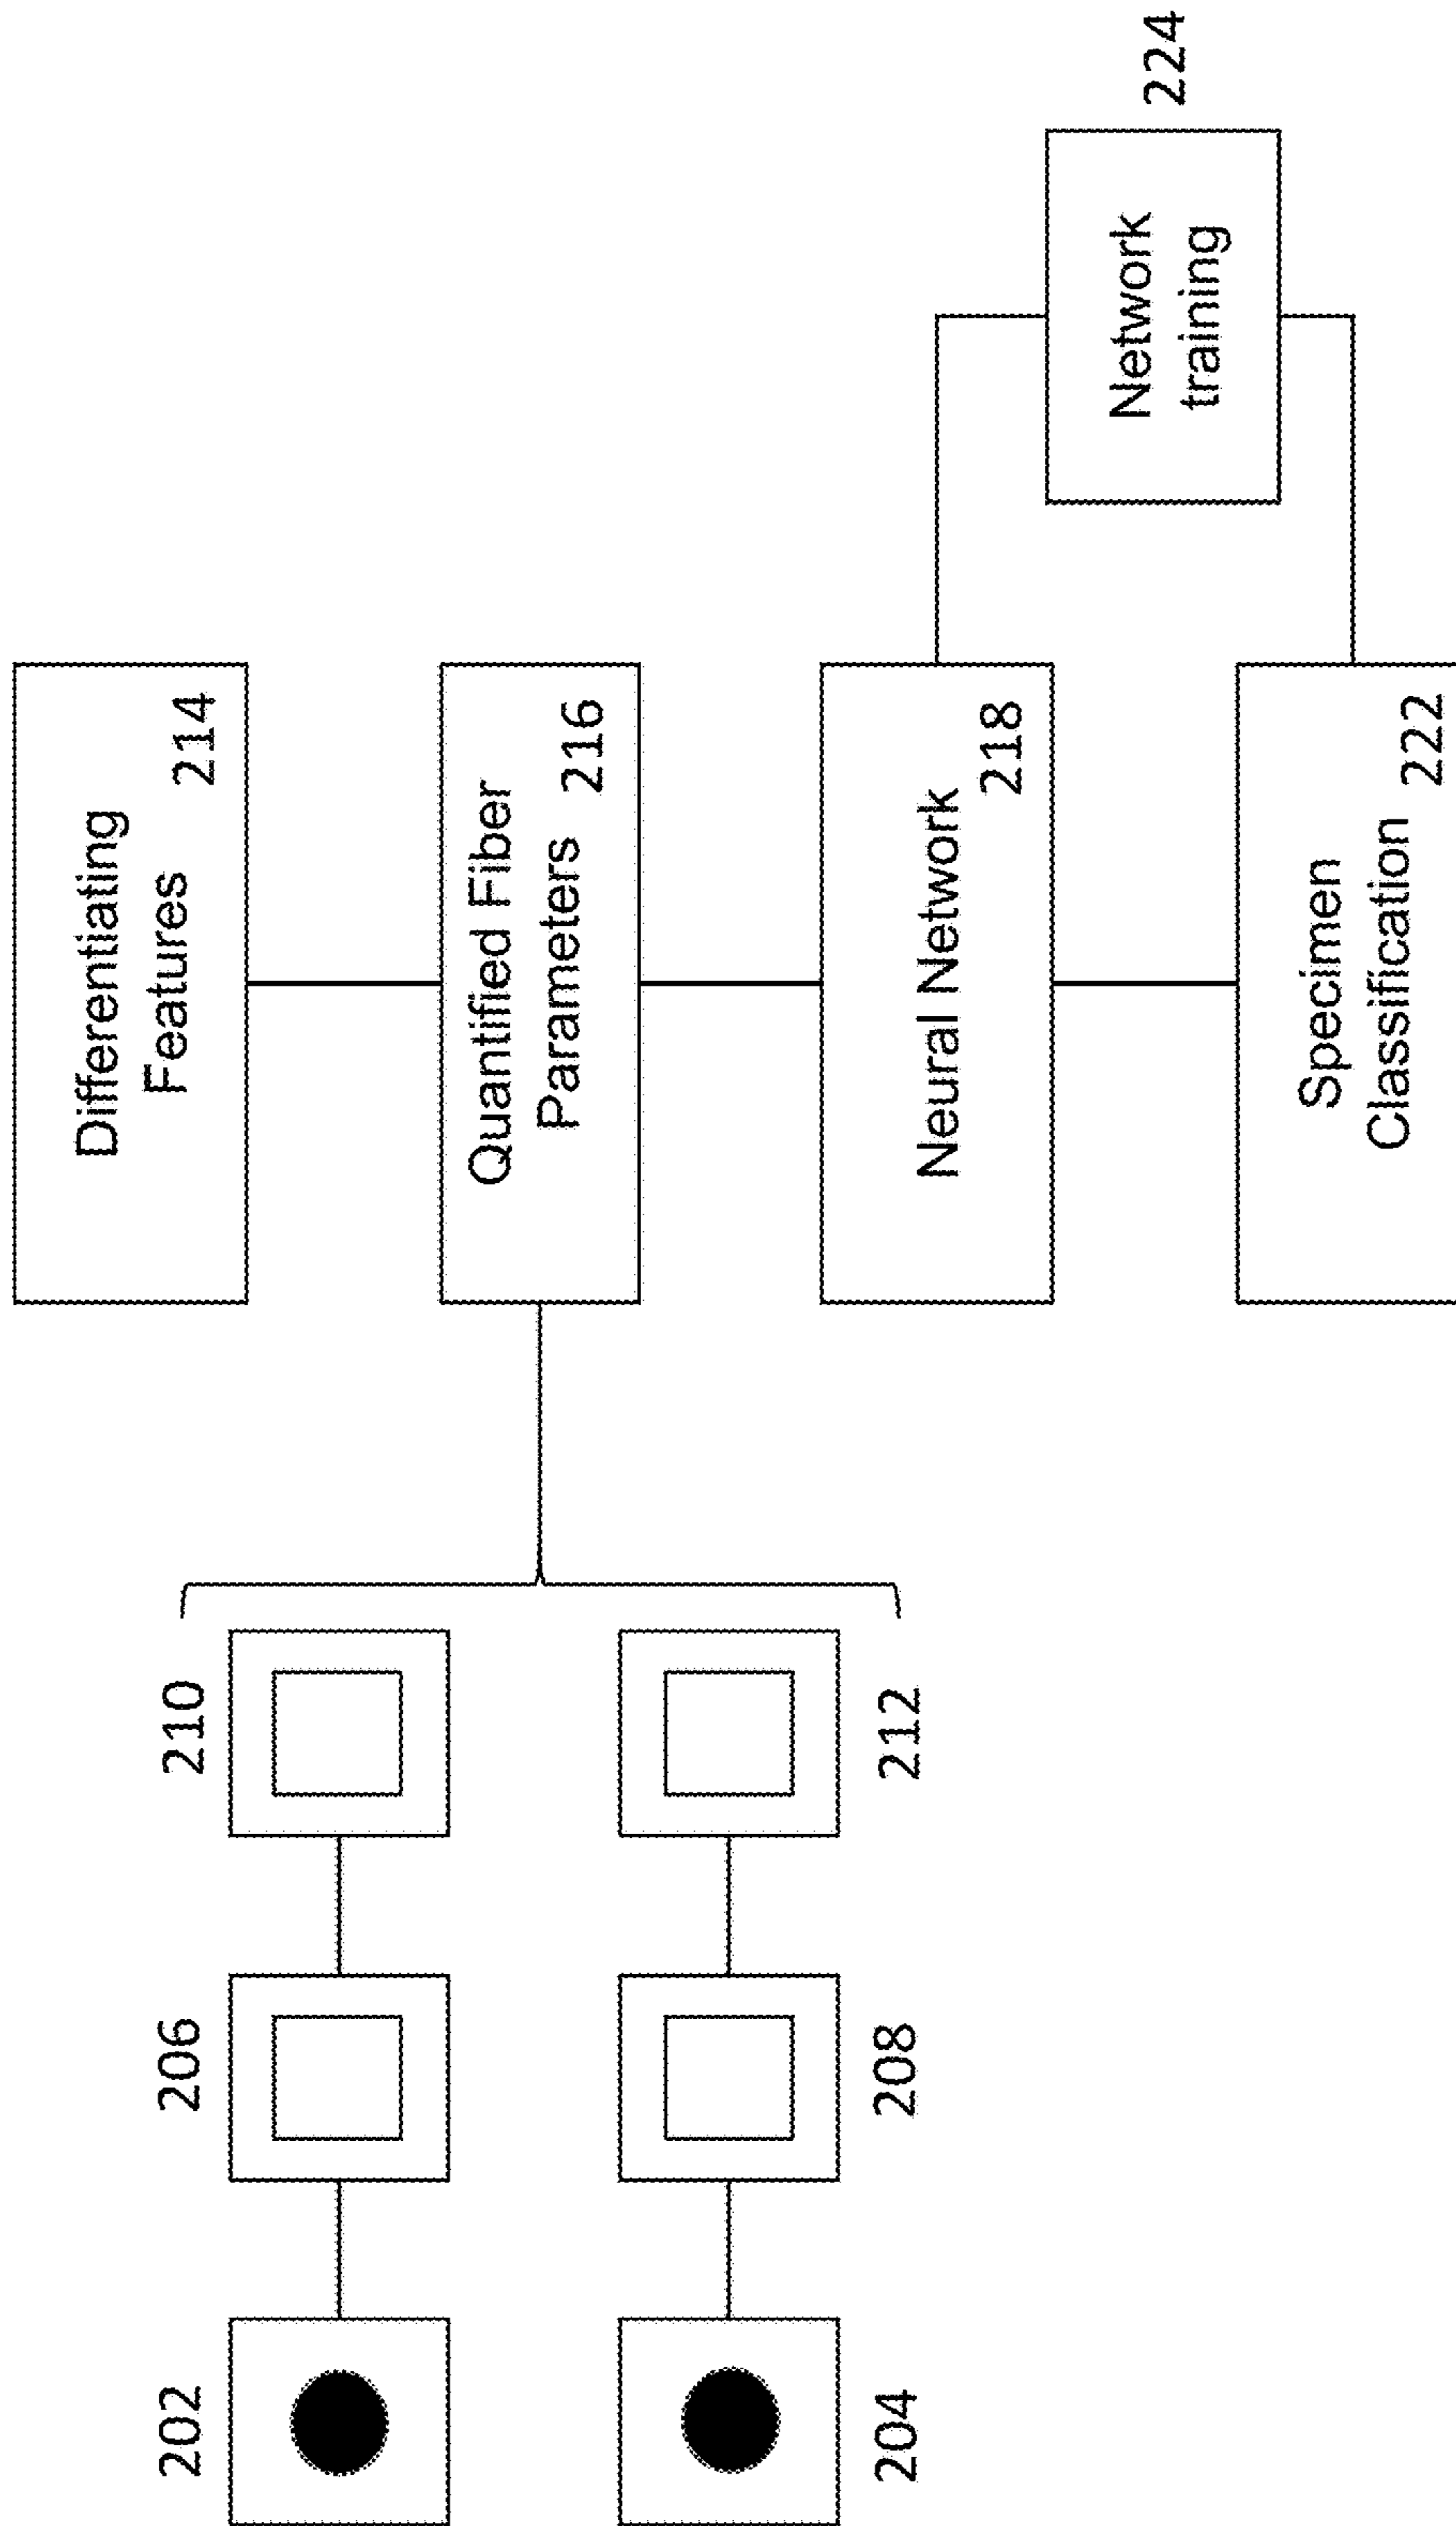 202
206
210
204
208
212
Differentiating
Features 214
Quantified Fiber
Parameters 216
Neural Network
218
Specimen
Classification 222
Network
training
224